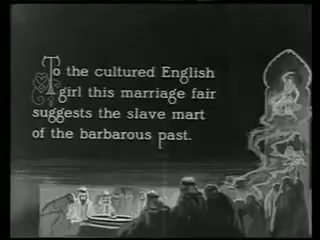 To the cultured English
girl this marriage fair
suggests the slave mart
of the barbarous past.